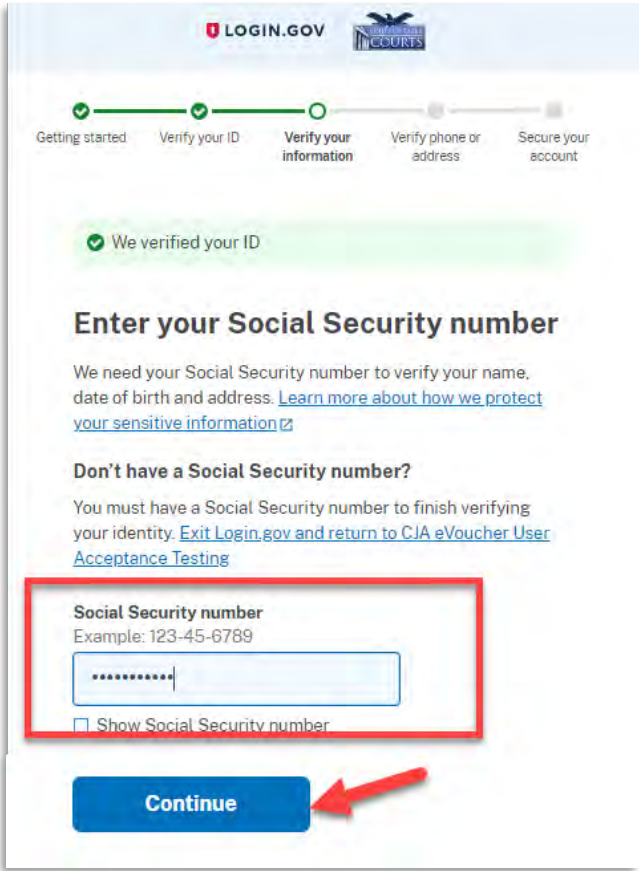 LOGIN.GOV
COURTS
Getting started
Verify your ID
Verify your
information
Verify phone or
address
Secure your
account
We verified your ID
Enter your Social Security number
We need your Social Security number to verify your name,
date of birth and address. Learn more about how we protect
your sensitive information
Don't have a Social Security number?
You must have a Social Security number to finish verifying
your identity. Exit Login.gov and return to CJA eVoucher User
Acceptance Testing
Social Security number
Example: 123-45-6789
•••••••••••
Show Social Security number
Continue